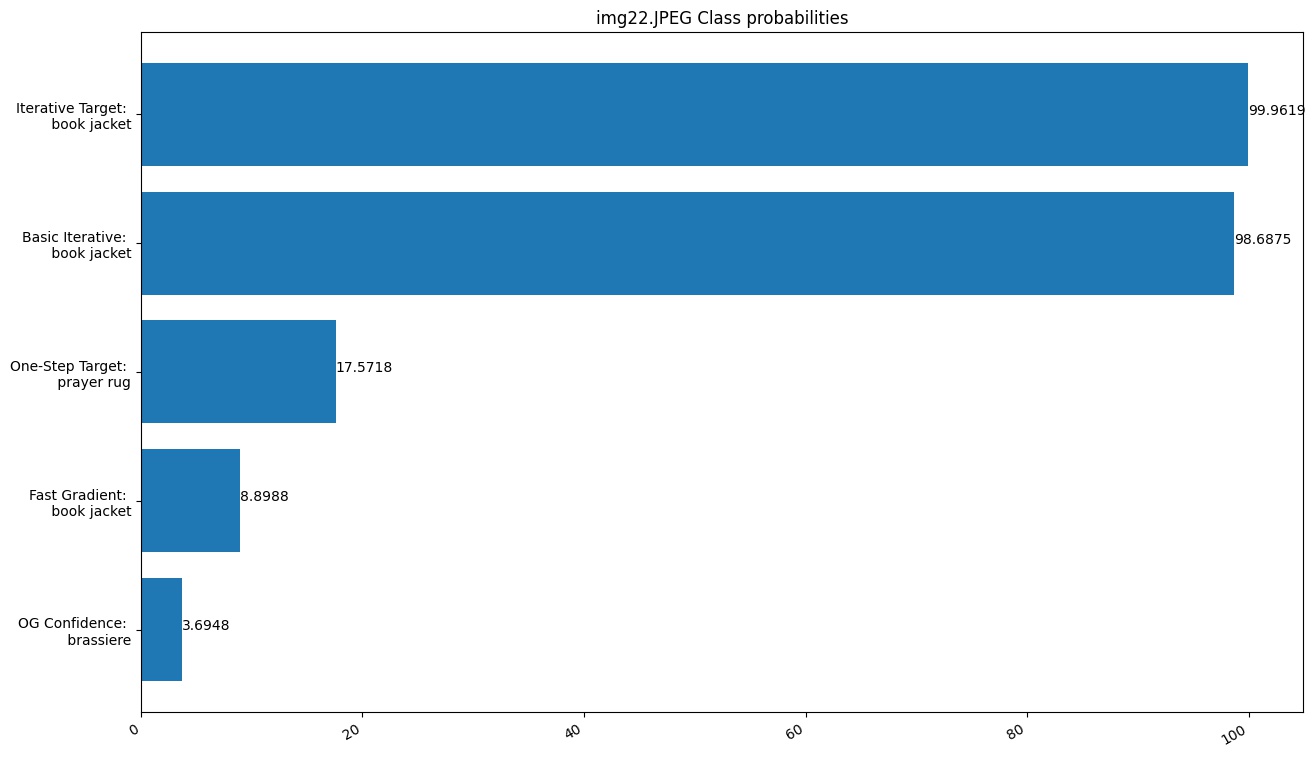 img22.JPEG Class probabilities
Iterative Target:
book jacket
99.9619
Basic Iterative:
book jacket
98.6875
One-Step Target:
prayer rug
17.5718
Fast Gradient:
book jacket
8.8988
OG Confidence:
brassiere
3.6948
0
20
40
60
80
100